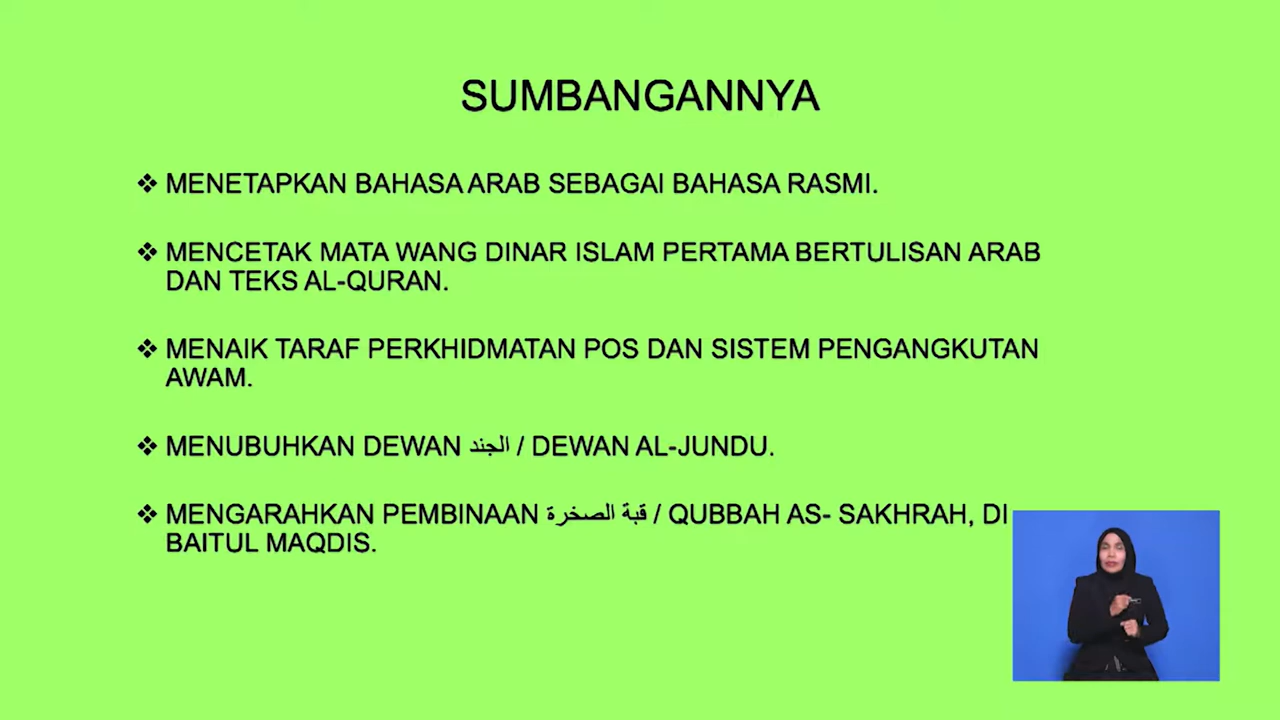 SUMBANGANNYA
❖ MENETAPKAN BAHASA ARAB SEBAGAI BAHASA RASMI.
❖ MENCETAK MATA WANG DINAR ISLAM PERTAMA BERTULISAN ARAB
DAN TEKS AL-QURAN.
❖ MENAIK TARAF PERKHIDMATAN POS DAN SISTEM PENGANGKUTAN
AWAM.
❖ MENUBUHKAN DEWAN الجند / DEWAN AL-JUNDU.
❖ MENGARAHKAN PEMBINAAN قبة الصخرة / QUBBAH AS- SAKHRAH, DI
BAITUL MAQDIS.